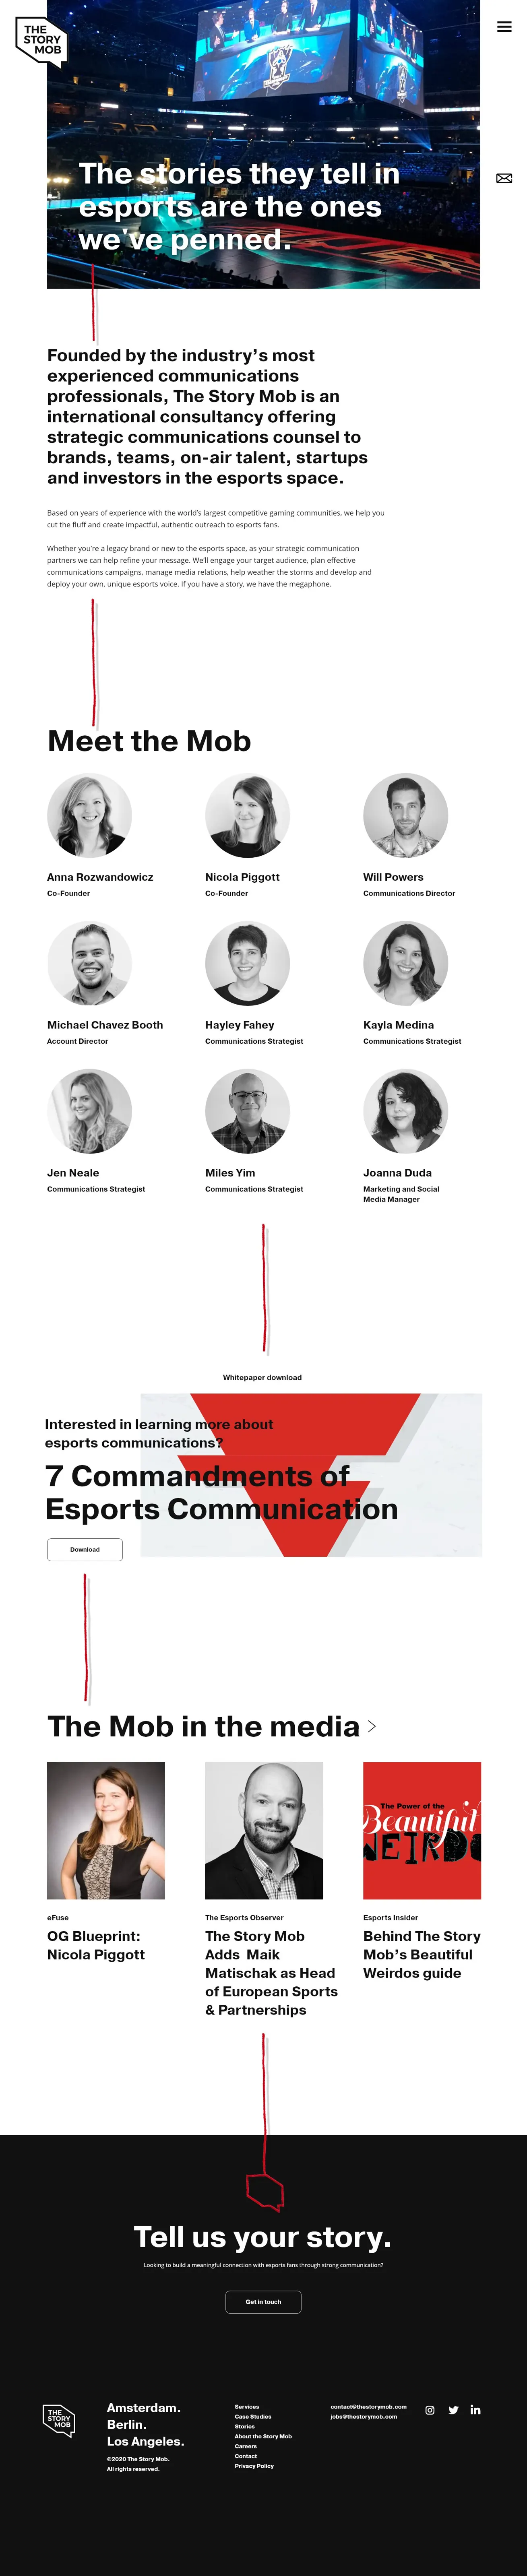 THE
STORY
MOB
The stories they tell in
esports are the ones
we've penned.
Founded by the industry’s most
experienced communications
professionals, The Story Mob is an
international consultancy offering
strategic communications counsel to
brands, teams, on-air talent, startups
and investors in the esports space.
Based on years of experience with the world’s largest competitive gaming communities, we help you
cut the fluff and create impactful, authentic outreach to esports fans.
Whether you’re a legacy brand or new to the esports space, as your strategic communication
partners we can help refine your message. We’ll engage your target audience, plan effective
communications campaigns, manage media relations, help weather the storms and develop and
deploy your own, unique esports voice. If you have a story, we have the megaphone.
Meet the Mob
Anna Rozwandowicz
Co-Founder
Nicola Piggott
Co-Founder
Will Powers
Communications Director
Michael Chavez Booth
Account Director
Hayley Fahey
Communications Strategist
Kayla Medina
Communications Strategist
Jen Neale
Communications Strategist
Miles Yim
Communications Strategist
Joanna Duda
Marketing and Social
Media Manager
Whitepaper download
Interested in learning more about
esports communications?
7 Commandments of
Esports Communication
Download
The Mob in the media
eFuse
OG Blueprint:
Nicola Piggott
The Esports Observer
The Story Mob
Adds Maik
Matischak as Head
of European Sports
& Partnerships
The Power of the
Beautiful
WEIRDO
Esports Insider
Behind The Story
Mob’s Beautiful
Weirdos guide
Tell us your story.
Looking to build a meaningful connection with esports fans through strong communication?
Get In touch
THE
STORY
MOB
Amsterdam.
Berlin.
Los Angeles.
©2020 The Story Mob.
All rights reserved.
Services
Case Studies
Stories
About the Story Mob
Careers
Contact
Privacy Policy
contact@thestorymob.com
jobs@thestorymob.com